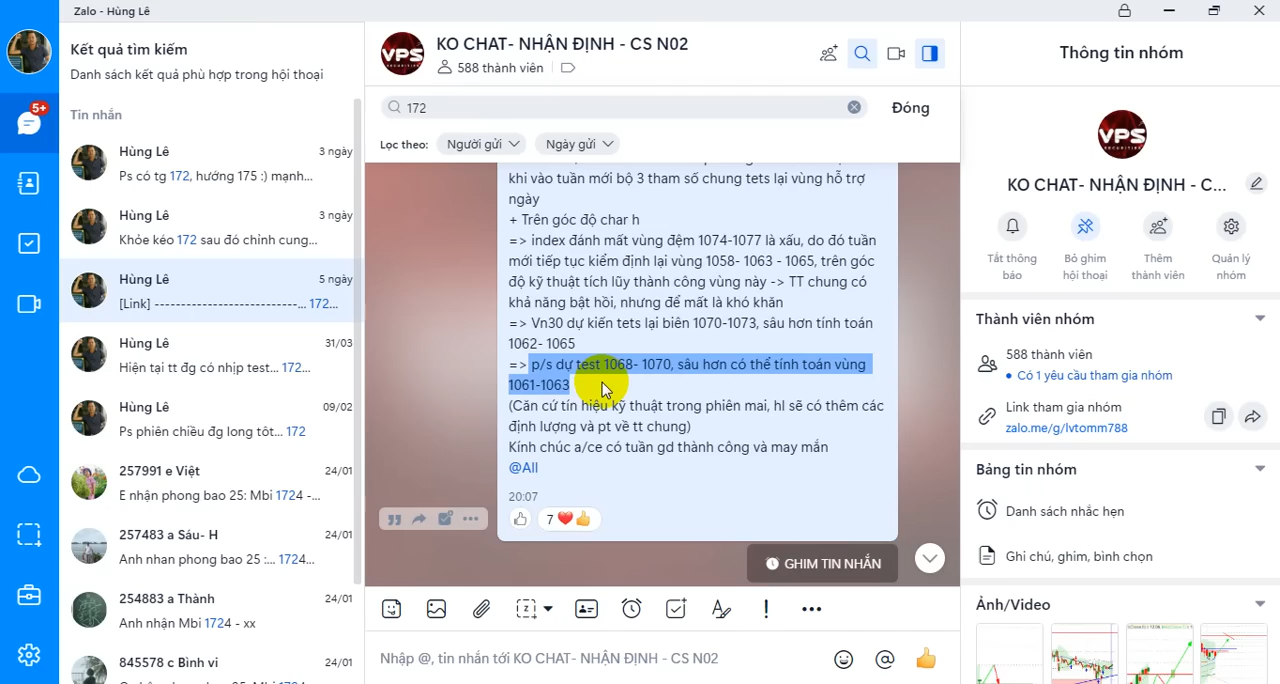 Zalo - Hùng Lê
Kết quả tìm kiếm
Danh sách kết quả phù hợp trong hội thoại
Tin nhắn
5+
Hùng Lê
3 ngày
Ps có tg 172, hướng 175 :) mạnh...
Hùng Lê
3 ngày
Khỏe kéo 172 sau đó chỉnh cung...
Hùng Lê
5 ngày
[Link] ---------------------------... 172...
Hùng Lê
31/03
Hiện tại tt đg có nhịp test... 172...
Hùng Lê
09/02
Ps phiên chiều đg long tôt... 172
257991 e Việt
24/01
E nhận phong bao 25: Mbi 1724 -...
257483 a Sáu- H
24/01
Anh nhan phong bao 25 :... 1724...
254883 a Thành
24/01
Anh nhận Mbi 1724 - xx
845578 c Bình vi
24/01
VPS
SECURITIES
KO CHAT- NHẬN ĐỊNH - CS N02
588 thành viên
172
Đóng
Lọc theo:
Người gửi
Ngày gửi
khi vào tuần mới bộ 3 tham số chung tets lại vùng hỗ trợ
ngày
+ Trên góc độ char h
=> index đánh mất vùng đệm 1074-1077 là xấu, do đó tuần
mới tiếp tục kiểm định lại vùng 1058- 1063 - 1065, trên góc
độ kỹ thuật tích lũy thành công vùng này -> TT chung có
khả năng bật hồi, nhưng để mất là khó khăn
=> Vn30 dự kiến tets lại biên 1070-1073, sâu hơn tính toán
1062- 1065
=> p/s dự test 1068- 1070, sâu hơn có thể tính toán vùng
1061-1063
(Căn cứ tín hiệu kỹ thuật trong phiên mai, hl sẽ có thêm các
định lượng và pt về tt chung)
Kính chúc a/ce có tuần gd thành công và may mắn
@All
20:07
7
GHIM TIN NHẮN
Nhập @, tin nhắn tới KO CHAT- NHẬN ĐỊNH - CS N02
Thông tin nhóm
VPS
SECURITIES
KO CHAT- NHẬN ĐỊNH - C...
Tắt thông
báo
Bỏ ghim
hội thoại
Thêm
thành viên
Quản lý
nhóm
Thành viên nhóm
588 thành viên
Có 1 yêu cầu tham gia nhóm
Link tham gia nhóm
zalo.me/g/lvtomm788
Bảng tin nhóm
Danh sách nhắc hẹn
Ghi chú, ghim, bình chọn
Ảnh/Video